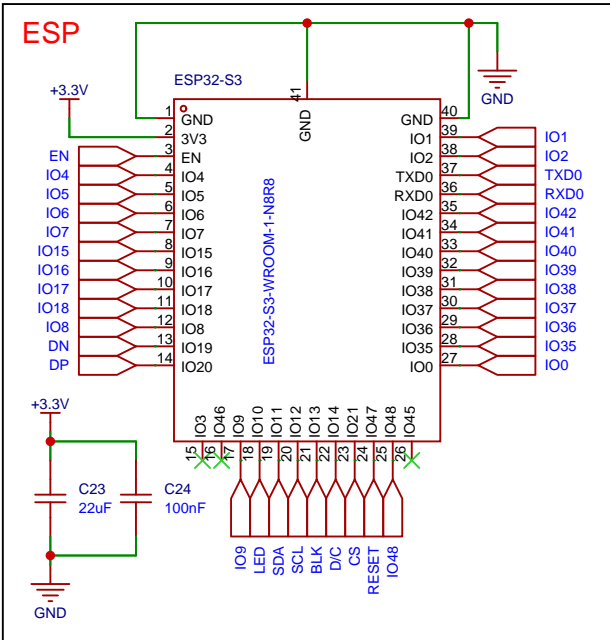 ESP
ESP32-S3
+3.3V
GND
1 GND
2 3V3
EN 3 EN
IO4 4 IO4
IO5 5 IO5
IO6 6 IO6
IO7 7 IO7
IO15 8 IO15
IO16 9 IO16
IO17 10 IO17
IO18 11 IO18
IO8 12 IO8
DN 13 IO19
DP 14 IO20
41 GND
ESP32-S3-WROOM-1-N8R8
GND 40
IO1 39 IO1
IO2 38 IO2
TXD0 37 TXD0
RXD0 36 RXD0
IO42 35 IO42
IO41 34 IO41
IO40 33 IO40
IO39 32 IO39
IO38 31 IO38
IO37 30 IO37
IO36 29 IO36
IO35 28 IO35
IO0 27 IO0
IO3 15
IO46 16
IO9 17 IO9
IO10 18 LED
IO11 19 SDA
IO12 20 SCL
IO13 21 BLK
IO14 22 D/C
IO21 23 CS
IO47 24 RESET
IO48 25 IO48
IO45 26
+3.3V
C23
22uF
C24
100nF
GND